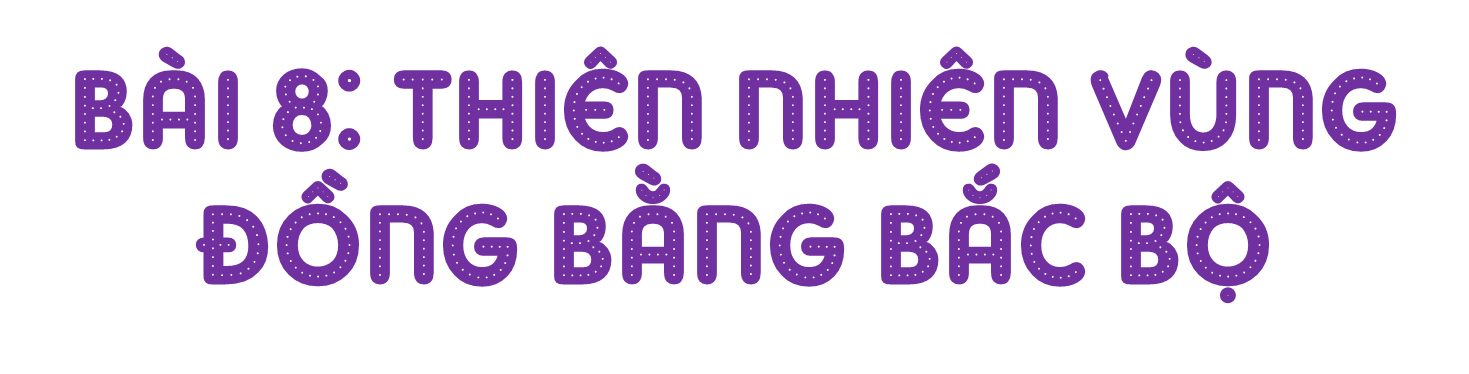 BÀI 8: THIÊN NHIÊN VÙNG
ĐỒNG BẰNG BẮC BỘ